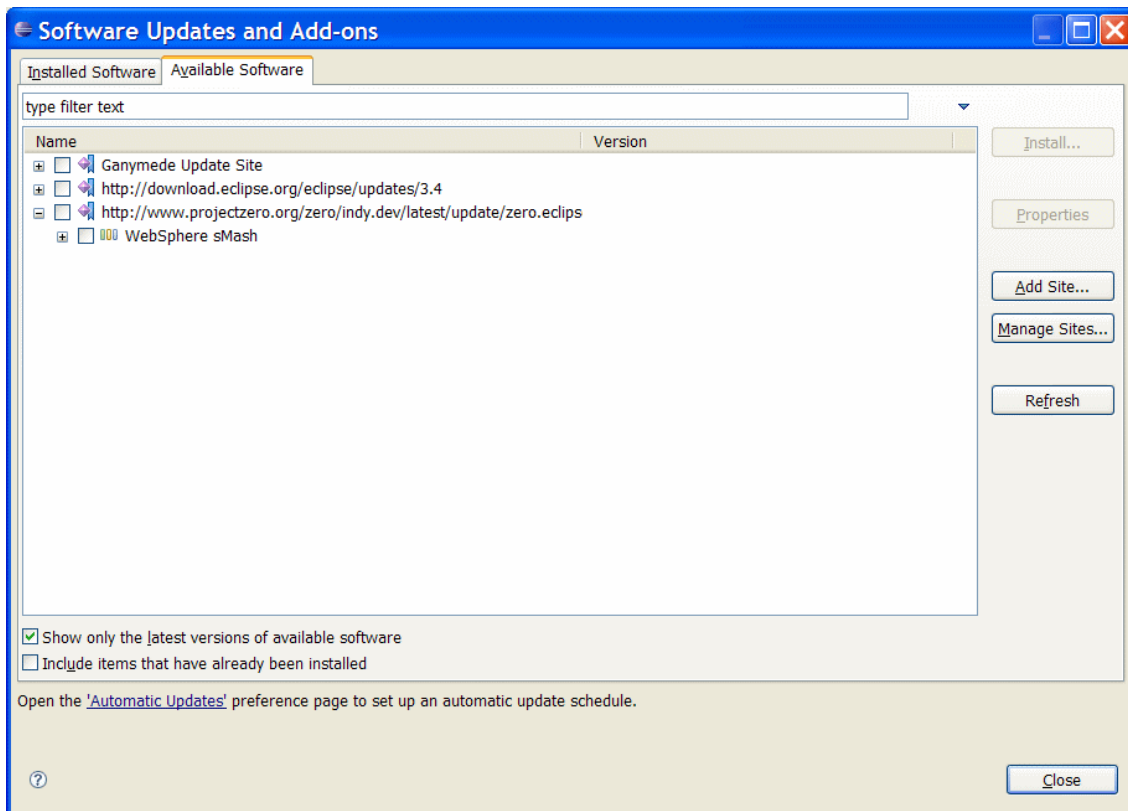 Software Updates and Add-ons
Installed Software
Available Software
type filter text
Name
Version
Ganymede Update Site
http://download.eclipse.org/eclipse/updates/3.4
http://www.projectzero.org/zero/indy.dev/latest/update/zero.eclips
WebSphere sMash
Install...
Properties
Add Site...
Manage Sites...
Refresh
Show only the latest versions of available software
Include items that have already been installed
Open the 'Automatic Updates' preference page to set up an automatic update schedule.
?
Close